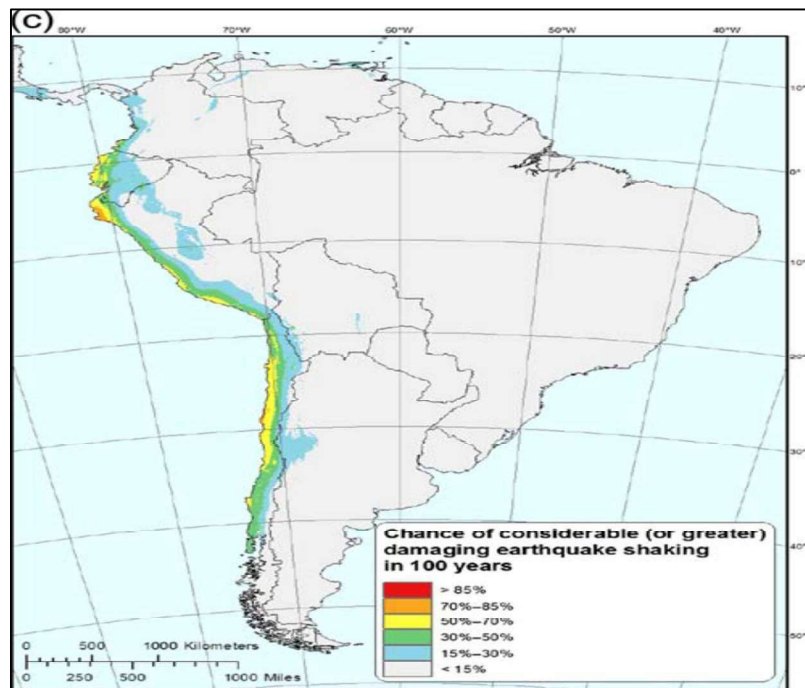 (C)
80°W 70°W 60°W 50°W 40°W
10°
0°
10°
20°
30°
40°
50°
Chance of considerable (or greater)
damaging earthquake shaking
in 100 years
> 85%
70%–85%
50%–70%
30%–50%
15%–30%
< 15%
0 500 1000 Kilometers
0 250 500 1000 Miles